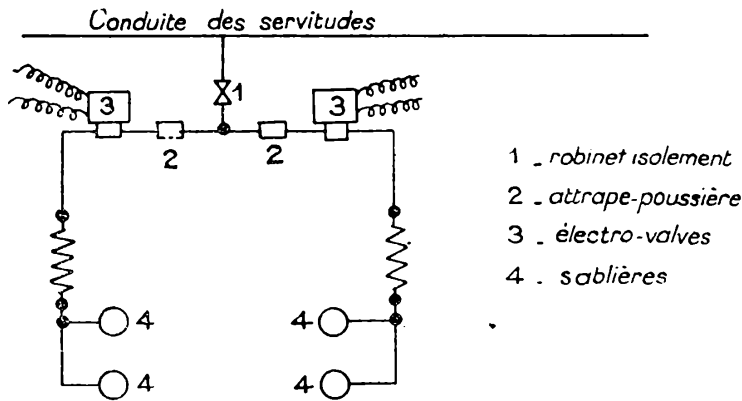 Conduite des servitudes
3
1
3
2
2
1 - robinet isolement
2 - attrape-poussière
3 - électro-valves
4 - sablières
4
4
4
4